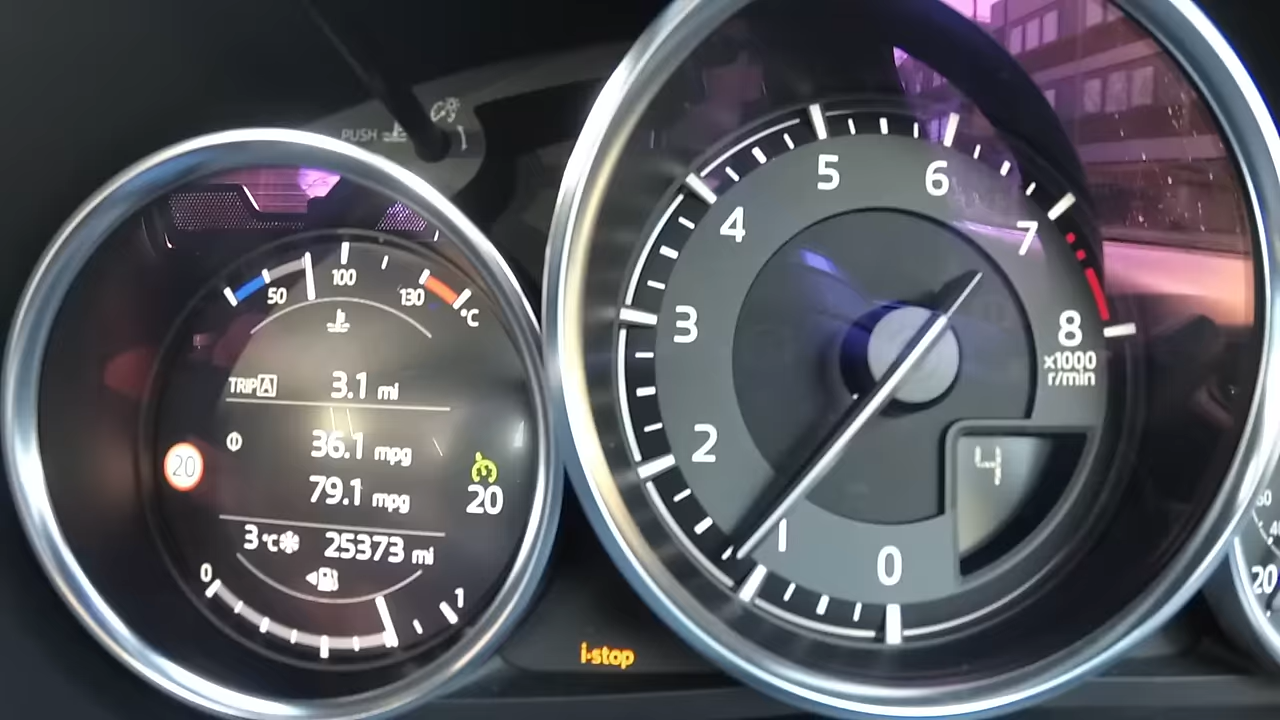 PUSH
50 100 130 °C
TRIP A 3.1 mi
36.1 mpg
79.1 mpg
20
20
3 °C 25373 mi
0 1
i-stop
0 1 2 3 4 5 6 7 8
x1000
r/min
4
20